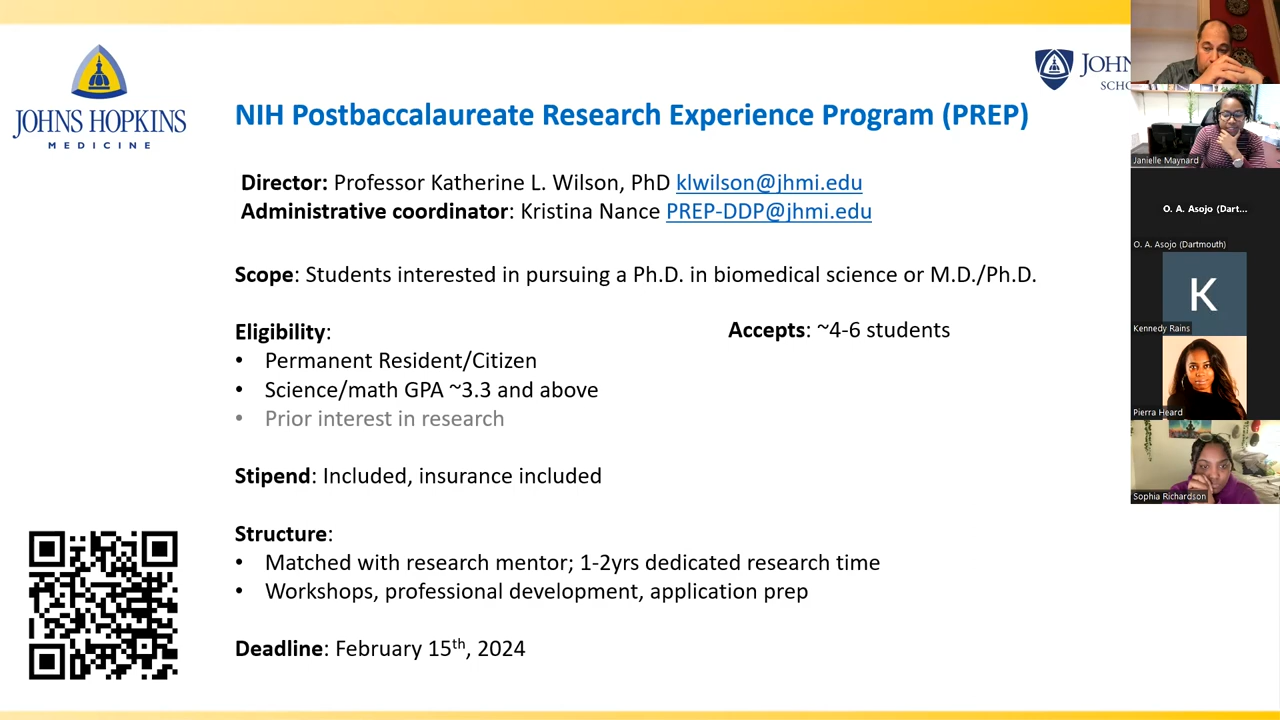 JOHNS HOPKINS
MEDICINE
JOHN
SCHO
NIH Postbaccalaureate Research Experience Program (PREP)
Director: Professor Katherine L. Wilson, PhD klwilson@jhmi.edu
Administrative coordinator: Kristina Nance PREP-DDP@jhmi.edu
Scope: Students interested in pursuing a Ph.D. in biomedical science or M.D./Ph.D.
Eligibility:
Accepts: ~4-6 students
• Permanent Resident/Citizen
• Science/math GPA ~3.3 and above
• Prior interest in research
Stipend: Included, insurance included
Structure:
• Matched with research mentor; 1-2yrs dedicated research time
• Workshops, professional development, application prep
Deadline: February 15th, 2024
Janielle Maynard
O. A. Asojo (Dart...
O. A. Asojo (Dartmouth)
K
Kennedy Rains
Pierra Heard
Sophia Richardson